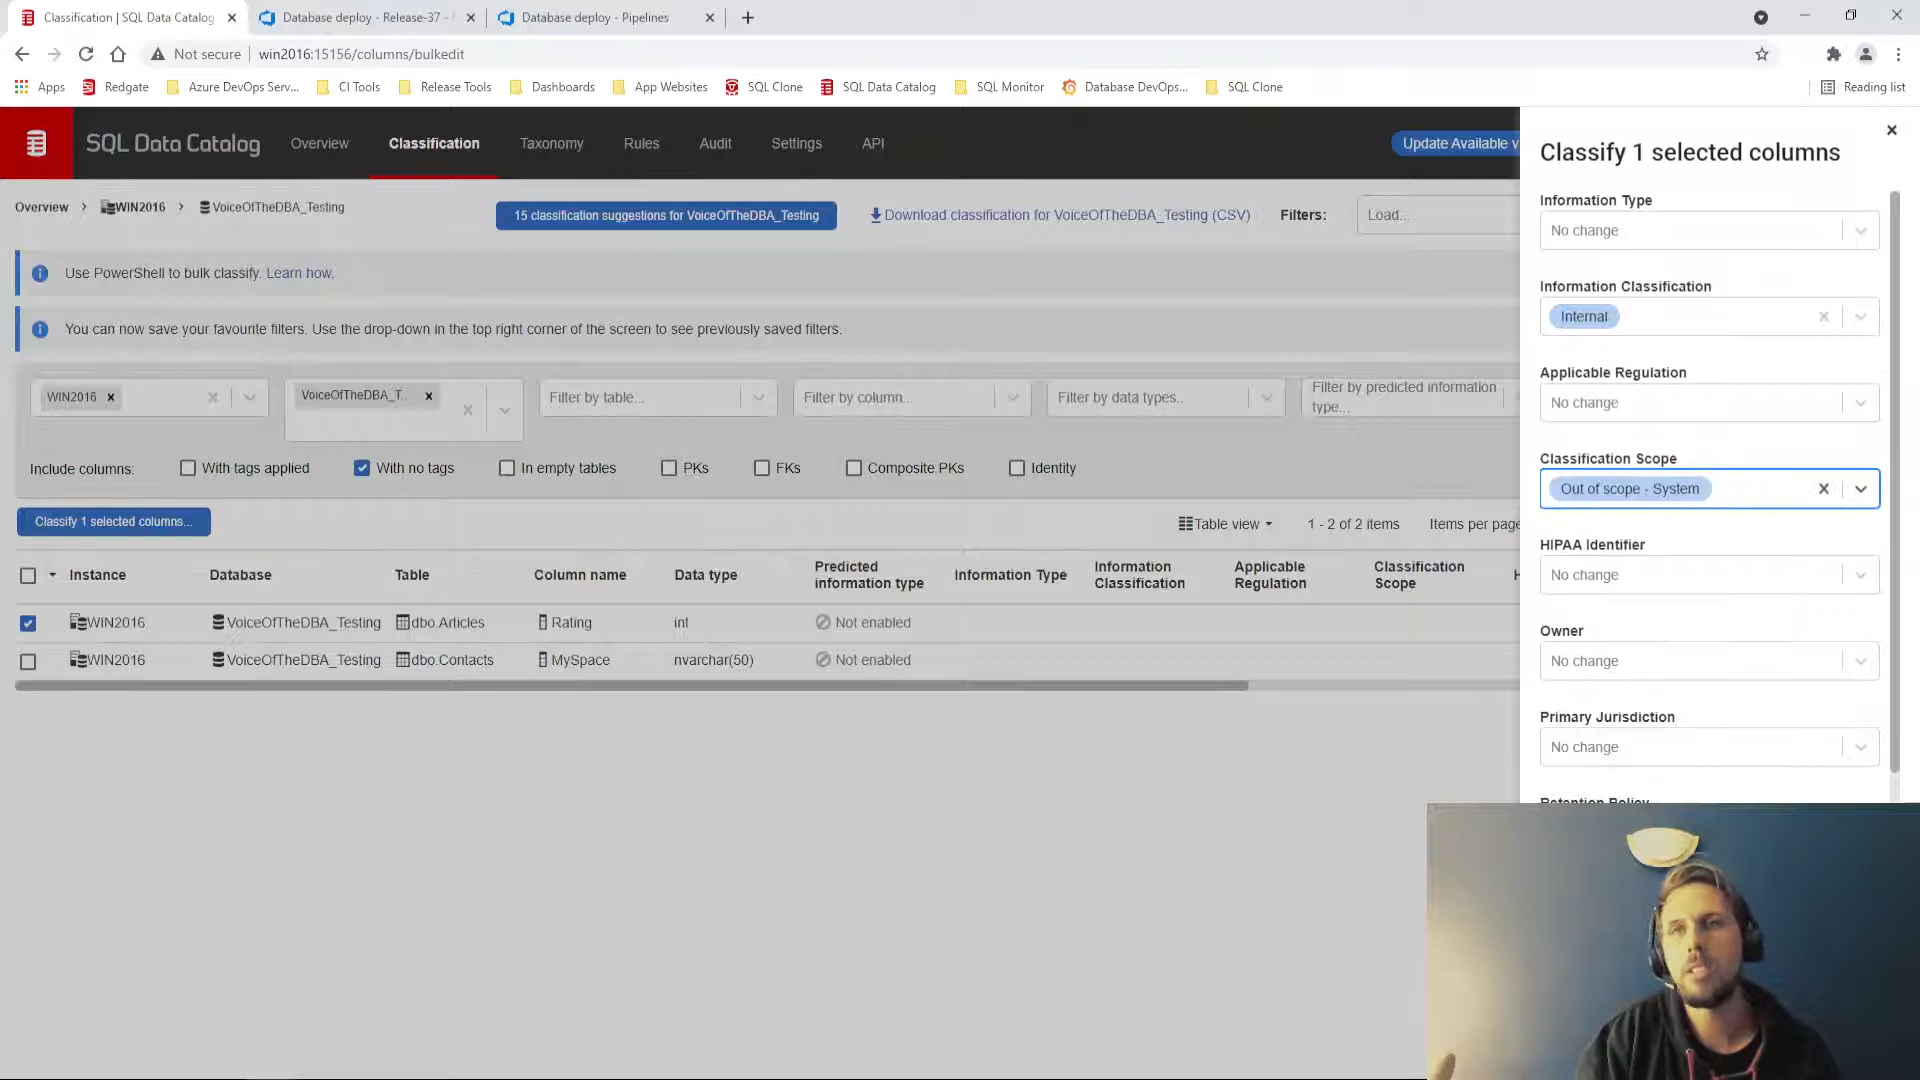 Classification | SQL Data Catalog
Database deploy - Release-37 -
Database deploy - Pipelines
Not secure
win2016:15156/columns/bulkedit
Apps
Redgate
Azure DevOps Serv...
CI Tools
Release Tools
Dashboards
App Websites
SQL Clone
SQL Data Catalog
SQL Monitor
Database DevOps...
SQL Clone
Reading list
SQL Data Catalog
Overview
Classification
Taxonomy
Rules
Audit
Settings
API
Update Available v
Overview
WIN2016
VoiceOfTheDBA_Testing
15 classification suggestions for VoiceOfTheDBA_Testing
Download classification for VoiceOfTheDBA_Testing (CSV)
Filters:
Load...
Use PowerShell to bulk classify. Learn how.
You can now save your favourite filters. Use the drop-down in the top right corner of the screen to see previously saved filters.
WIN2016
VoiceOfTheDBA_T...
Filter by table...
Filter by column...
Filter by data types..
Filter by predicted information
type...
Include columns:
With tags applied
With no tags
In empty tables
PKs
FKs
Composite PKs
Identity
Classify 1 selected columns...
Table view
1 - 2 of 2 items
Items per page
Instance
Database
Table
Column name
Data type
Predicted
information type
Information Type
Information
Classification
Applicable
Regulation
Classification
Scope
H
WIN2016
VoiceOfTheDBA_Testing
dbo.Articles
Rating
int
Not enabled
WIN2016
VoiceOfTheDBA_Testing
dbo.Contacts
MySpace
nvarchar(50)
Not enabled
Classify 1 selected columns
Information Type
No change
Information Classification
Internal
Applicable Regulation
No change
Classification Scope
Out of scope - System
HIPAA Identifier
No change
Owner
No change
Primary Jurisdiction
No change
Retention Policy